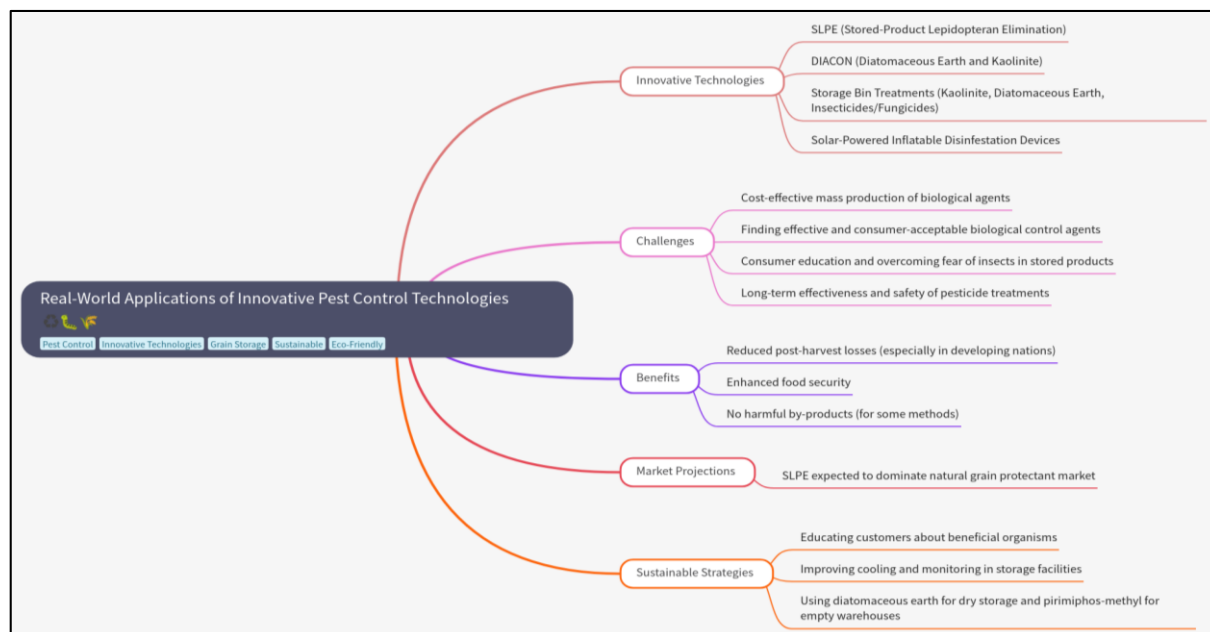 SLPE (Stored-Product Lepidopteran Elimination)
DIACON (Diatomaceous Earth and Kaolinite)
Innovative Technologies
Storage Bin Treatments (Kaolinite, Diatomaceous Earth,
Insecticides/Fungicides)
Solar-Powered Inflatable Disinfestation Devices
Cost-effective mass production of biological agents
Finding effective and consumer-acceptable biological control agents
Challenges
Consumer education and overcoming fear of insects in stored products
Long-term effectiveness and safety of pesticide treatments
Real-World Applications of Innovative Pest Control Technologies
Pest Control Innovative Technologies Grain Storage Sustainable Eco-Friendly
Reduced post-harvest losses (especially in developing nations)
Benefits
Enhanced food security
No harmful by-products (for some methods)
Market Projections
SLPE expected to dominate natural grain protectant market
Educating customers about beneficial organisms
Sustainable Strategies
Improving cooling and monitoring in storage facilities
Using diatomaceous earth for dry storage and pirimiphos-methyl for
empty warehouses